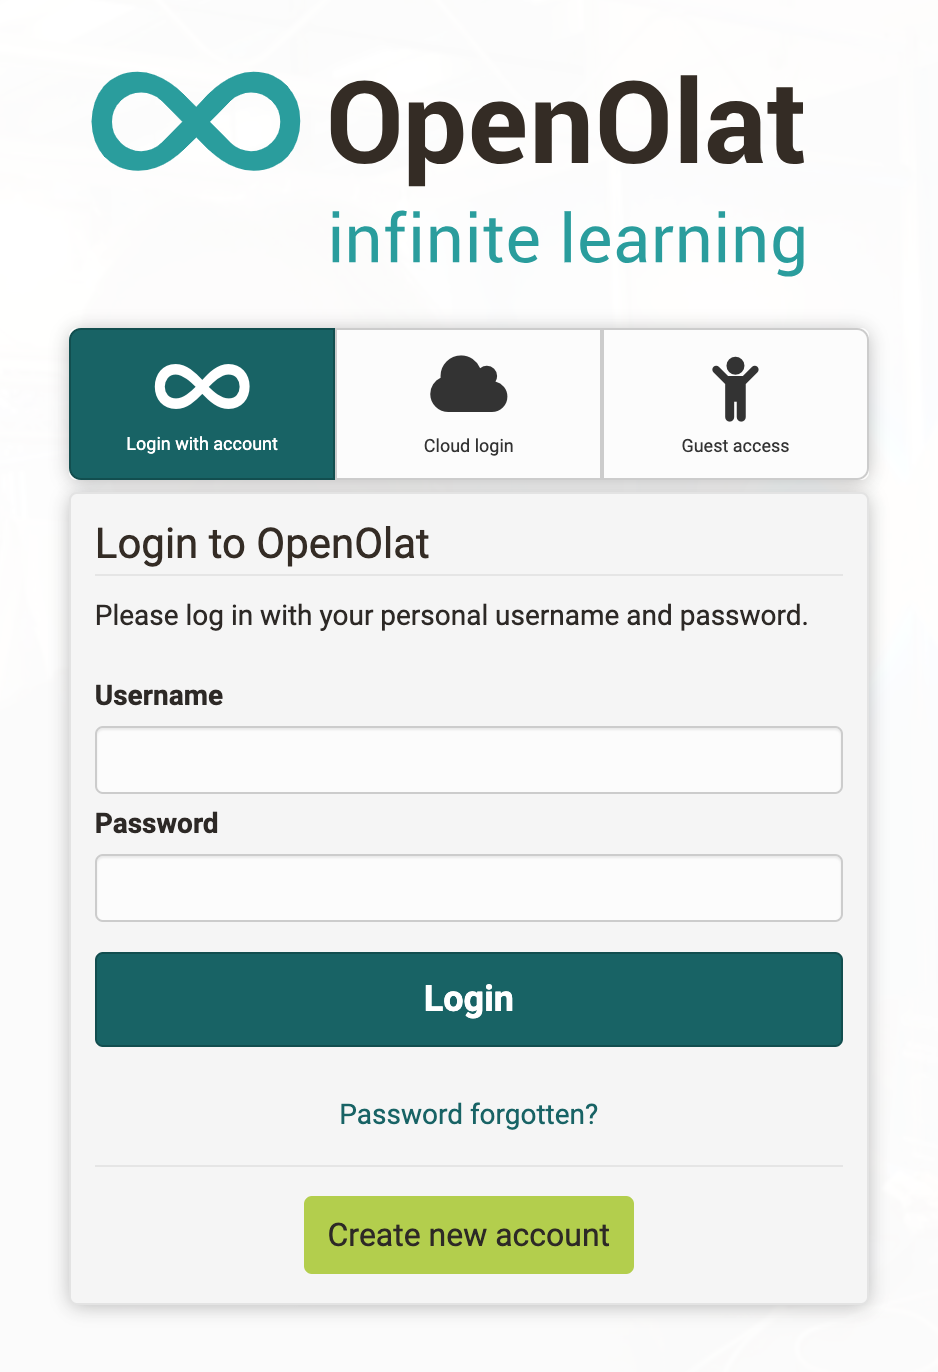 OpenOlat
infinite learning
Login with account
Cloud login
Guest access
Login to OpenOlat
Please log in with your personal username and password.
Username
Password
Login
Password forgotten?
Create new account